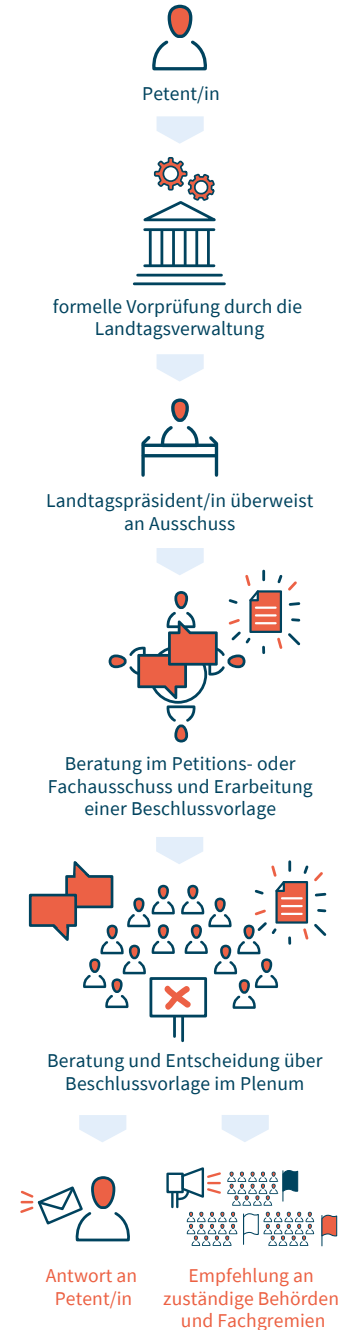 Petent/in
formelle Vorprüfung durch die
Landtagsverwaltung
Landtagspräsident/in überweist
an Ausschuss
Beratung im Petitions- oder
Fachausschuss und Erarbeitung
einer Beschlussvorlage
Beratung und Entscheidung über
Beschlussvorlage im Plenum
Antwort an
Petent/in
Empfehlung an
zuständige Behörden
und Fachgremien